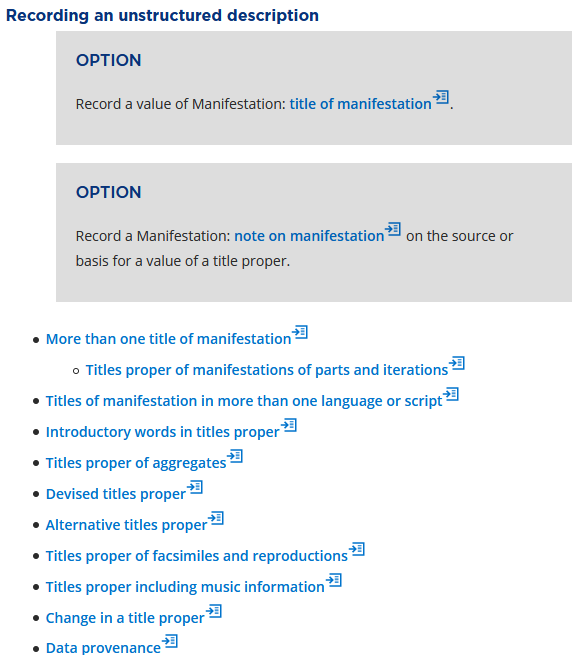 Recording an unstructured description
OPTION
Record a value of Manifestation: title of manifestation.
OPTION
Record a Manifestation: note on manifestation on the source or
basis for a value of a title proper.
• More than one title of manifestation
○ Titles proper of manifestations of parts and iterations
• Titles of manifestation in more than one language or script
• Introductory words in titles proper
• Titles proper of aggregates
• Devised titles proper
• Alternative titles proper
• Titles proper of facsimiles and reproductions
• Titles proper including music information
• Change in a title proper
• Data provenance